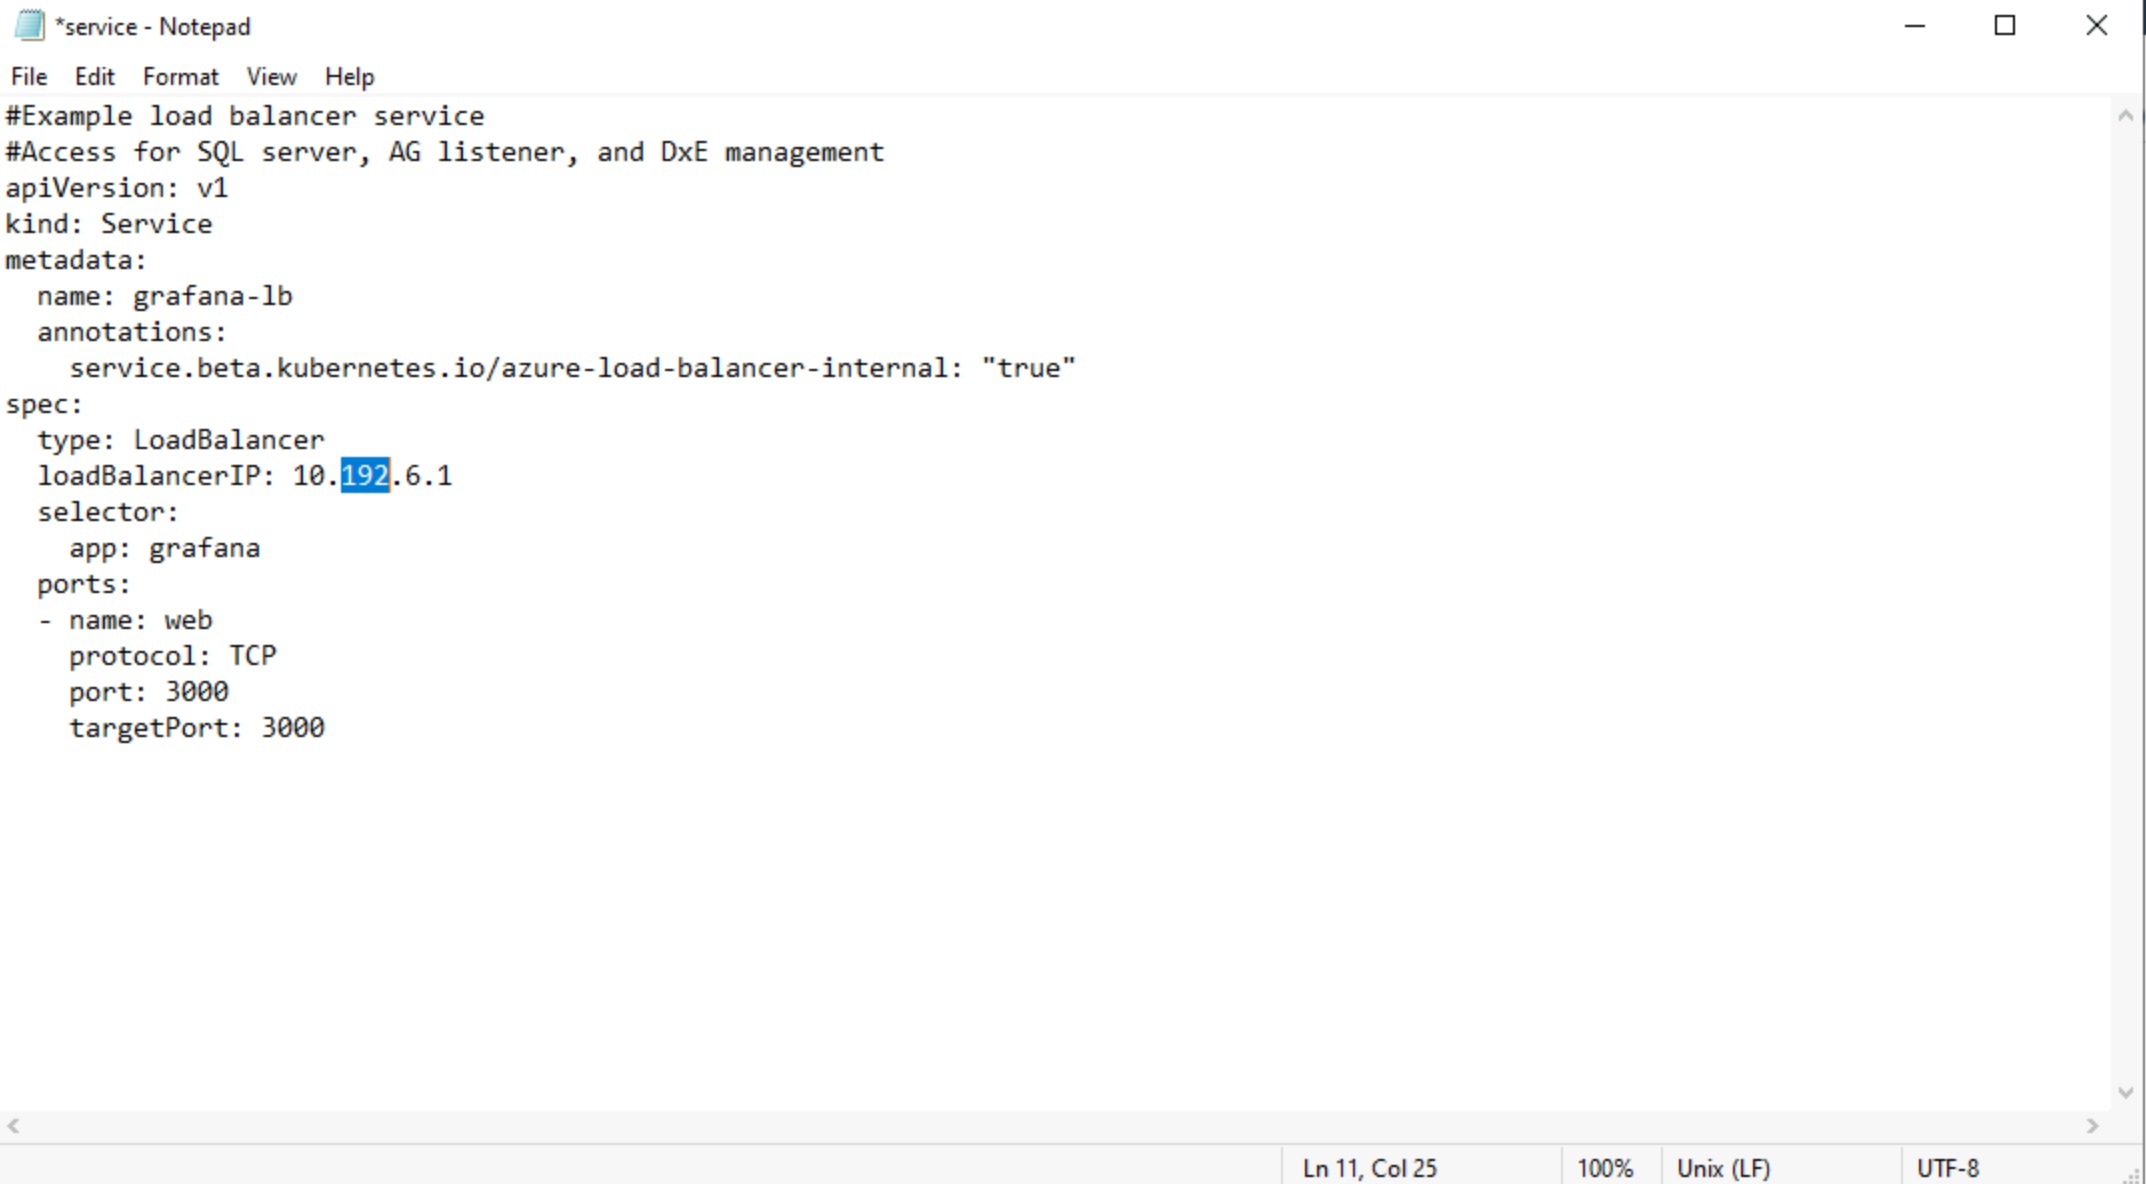 *service - Notepad
File Edit Format View Help
#Example load balancer service
#Access for SQL server, AG listener, and DxE management
apiVersion: v1
kind: Service
metadata:
  name: grafana-lb
  annotations:
    service.beta.kubernetes.io/azure-load-balancer-internal: "true"
spec:
  type: LoadBalancer
  loadBalancerIP: 10.192.6.1
  selector:
    app: grafana
  ports:
  - name: web
    protocol: TCP
    port: 3000
    targetPort: 3000
Ln 11, Col 25 100% Unix (LF) UTF-8